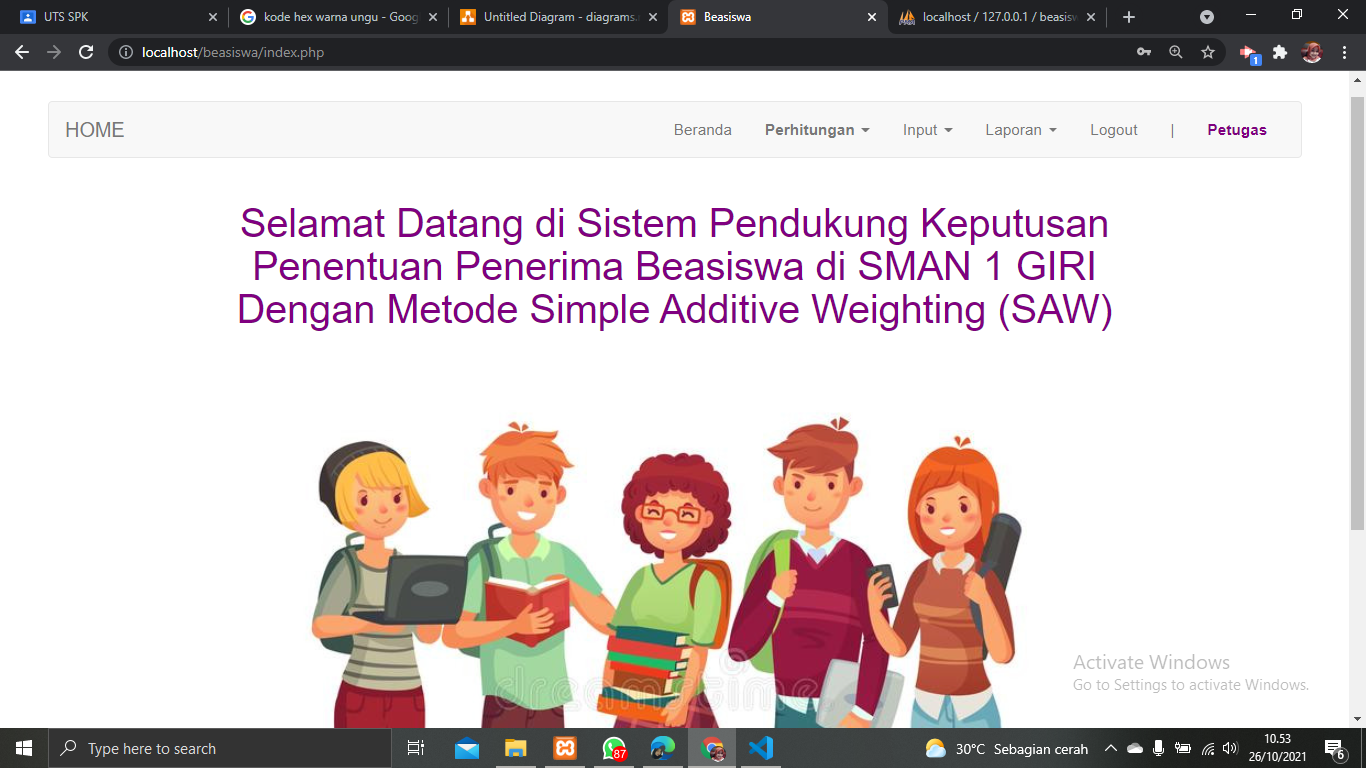 UTS SPK
kode hex warna ungu - Goog
Untitled Diagram - diagrams.
Beasiswa
localhost / 127.0.0.1 / beasisw
localhost/beasiswa/index.php
1
HOME
Beranda
Perhitungan
Input
Laporan
Logout
|
Petugas
Selamat Datang di Sistem Pendukung Keputusan
Penentuan Penerima Beasiswa di SMAN 1 GIRI
Dengan Metode Simple Additive Weighting (SAW)
dreamstime
Activate Windows
Go to Settings to activate Windows.
Type here to search
87
30°C Sebagian cerah
10.53
26/10/2021
6